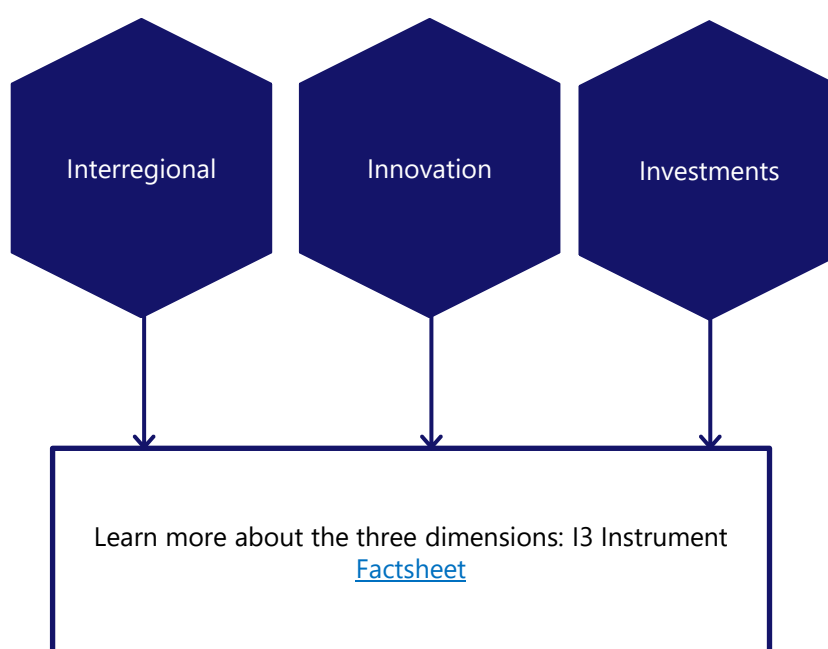 Interregional
Innovation
Investments
Learn more about the three dimensions: I3 Instrument
Factsheet